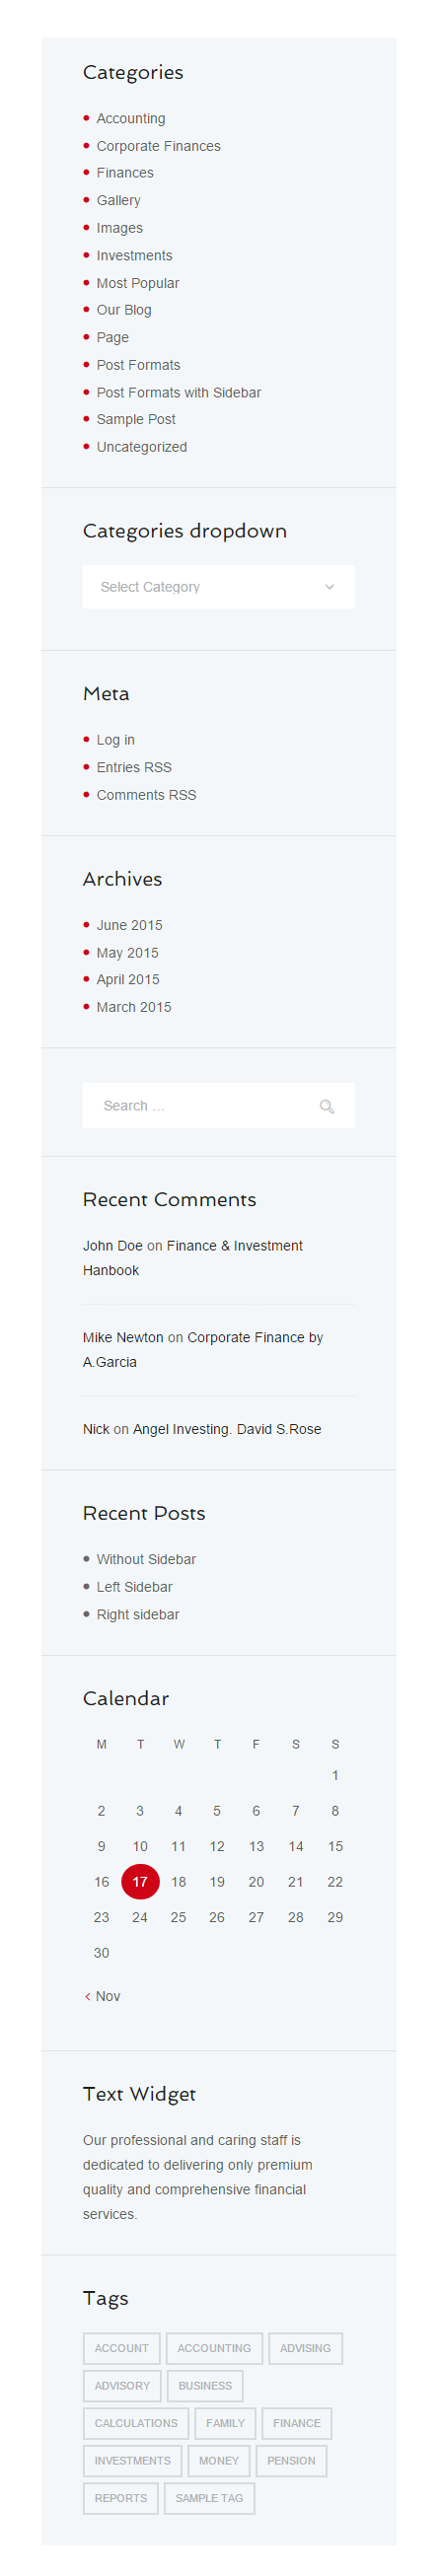 Categories
Accounting
Corporate Finances
Finances
Gallery
Images
Investments
Most Popular
Our Blog
Page
Post Formats
Post Formats with Sidebar
Sample Post
Uncategorized
Categories dropdown
Select Category
Meta
Log in
Entries RSS
Comments RSS
Archives
June 2015
May 2015
April 2015
March 2015
Search ...
Recent Comments
John Doe on Finance & Investment
Hanbook
Mike Newton on Corporate Finance by
A.Garcia
Nick on Angel Investing. David S.Rose
Recent Posts
Without Sidebar
Left Sidebar
Right sidebar
Calendar
M T W T F S S
1
2 3 4 5 6 7 8
9 10 11 12 13 14 15
16 17 18 19 20 21 22
23 24 25 26 27 28 29
30
‹ Nov
Text Widget
Our professional and caring staff is
dedicated to delivering only premium
quality and comprehensive financial
services.
Tags
ACCOUNT ACCOUNTING ADVISING
ADVISORY BUSINESS
CALCULATIONS FAMILY FINANCE
INVESTMENTS MONEY PENSION
REPORTS SAMPLE TAG